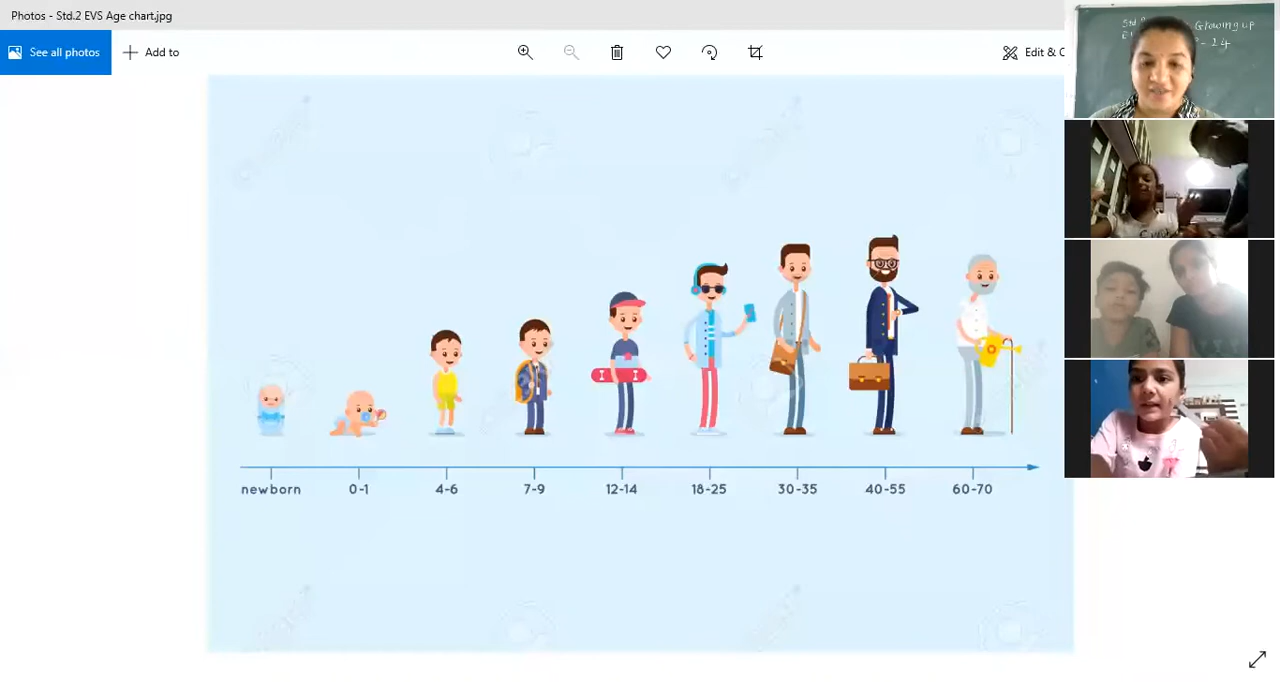 Photos - Std.2 EVS Age chart.jpg
See all photos
Add to
Edit & C
Growing up
- 24
newborn
0-1
4-6
7-9
12-14
18-25
30-35
40-55
60-70